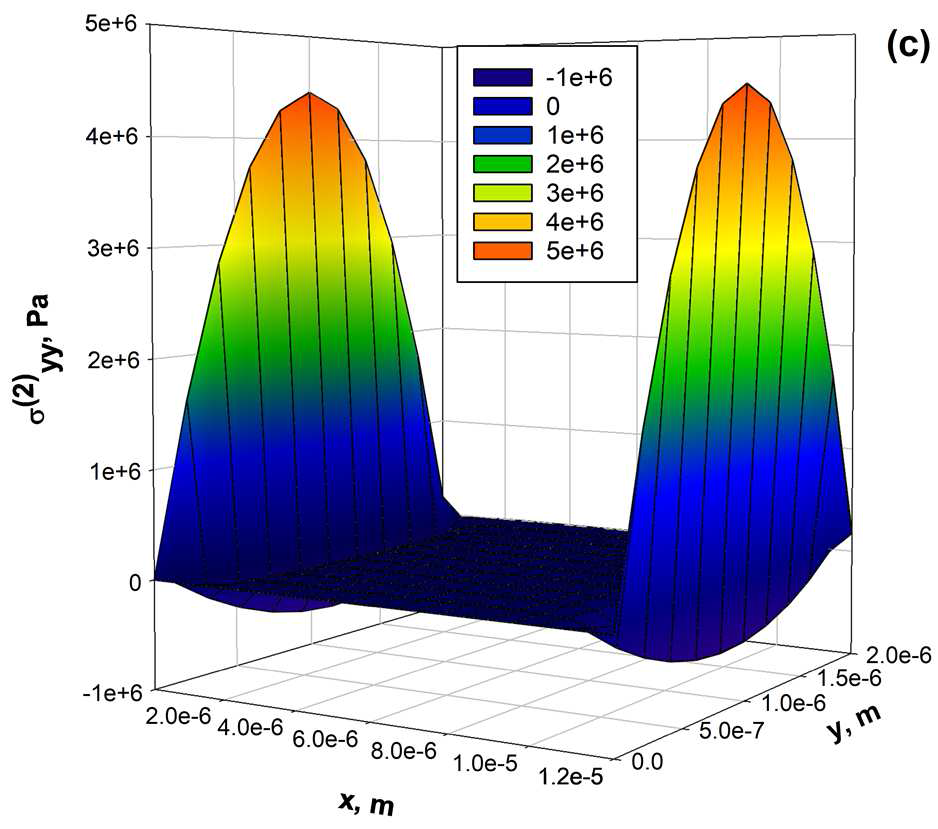 (c)
5e+6
4e+6
3e+6
2e+6
1e+6
0
-1e+6
σ(2)yy, Pa
-1e+6
0
1e+6
2e+6
3e+6
4e+6
5e+6
2.0e-6
4.0e-6
6.0e-6
8.0e-6
1.0e-5
1.2e-5
x, m
0.0
5.0e-7
1.0e-6
1.5e-6
2.0e-6
y, m